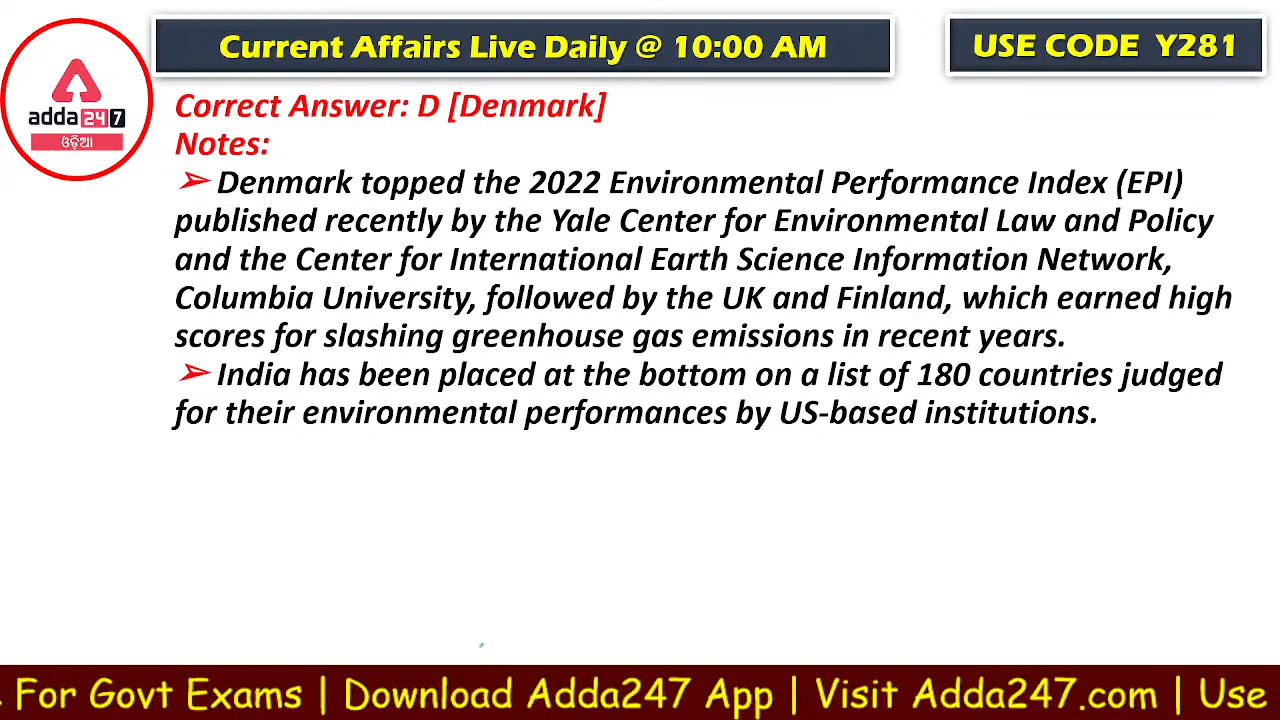 Current Affairs Live Daily @ 10:00 AM
USE CODE Y281
adda247
ଓଡ଼ିଆ
Correct Answer: D [Denmark]
Notes:
➢ Denmark topped the 2022 Environmental Performance Index (EPI)
published recently by the Yale Center for Environmental Law and Policy
and the Center for International Earth Science Information Network,
Columbia University, followed by the UK and Finland, which earned high
scores for slashing greenhouse gas emissions in recent years.
➢ India has been placed at the bottom on a list of 180 countries judged
for their environmental performances by US-based institutions.
For Govt Exams | Download Adda247 App | Visit Adda247.com | Use